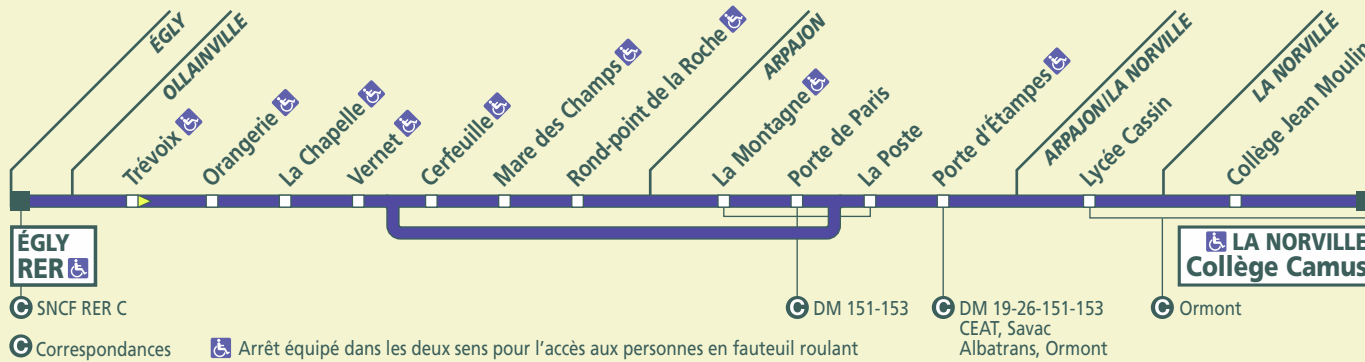 ÉGLY
OLLAINVILLE
Trévoix
Orangerie
La Chapelle
Vernet
Cerfeuille
Mare des Champs
Rond-point de la Roche
ARPAJON
La Montagne
Porte de Paris
La Poste
Porte d'Étampes
ARPAJON/LA NORVILLE
Lycée Cassin
LA NORVILLE
Collège Jean Moulin
ÉGLY
RER
LA NORVILLE
Collège Camus
C SNCF RER C
C DM 151-153
C DM 19-26-151-153
CEAT, Savac
Albatrans, Ormont
C Ormont
C Correspondances
Arrêt équipé dans les deux sens pour l'accès aux personnes en fauteuil roulant